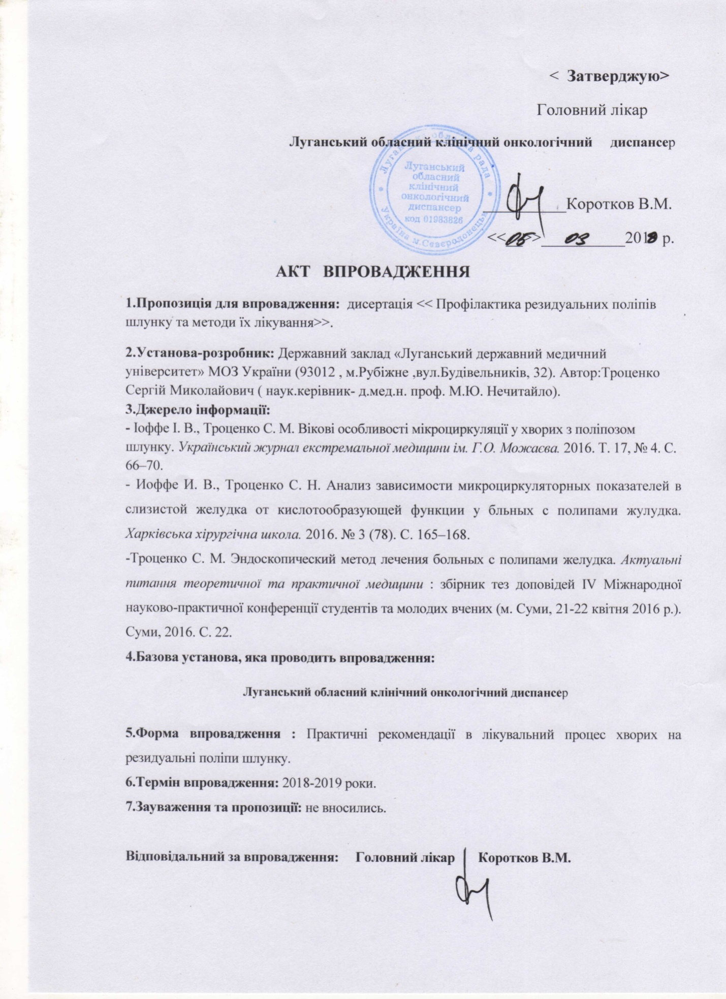 < Затверджую>
Головний лікар
Луганський обласний клінічний онкологічний диспансер
Луганська обласна рада
Луганський
обласний
клінічний
онкологічний
диспансер
код 01983826
Україна м.Сєвєродонецьк
Коротков В.М.
<<05>> 03 2018 р.
АКТ ВПРОВАДЖЕННЯ
1.Пропозиція для впровадження: дисертація << Профілактика резидуальних поліпів
шлунку та методи їх лікування>>.
2.Установа-розробник: Державний заклад «Луганський державний медичний
університет» МОЗ України (93012 , м.Рубіжне ,вул.Будівельників, 32). Автор:Троценко
Сергій Миколайович ( наук.керівник- д.мед.н. проф. М.Ю. Нечитайло).
3.Джерело інформації:
- Іоффе І. В., Троценко С. М. Вікові особливості мікроциркуляції у хворих з поліпозом
шлунку. Український журнал екстремальної медицини ім. Г.О. Можаєва. 2016. Т. 17, № 4. С.
66–70.
- Иоффе И. В., Троценко С. Н. Анализ зависимости микроциркуляторных показателей в
слизистой желудка от кислотообразующей функции у бльных с полипами жулудка.
Харківська хірургічна школа. 2016. № 3 (78). С. 165–168.
-Троценко С. М. Эндоскопический метод лечения больных с полипами желудка. Актуальні
питання теоретичної та практичної медицини : збірник тез доповідей IV Міжнародної
науково-практичної конференції студентів та молодих вчених (м. Суми, 21-22 квітня 2016 р.).
Суми, 2016. С. 22.
4.Базова установа, яка проводить впровадження:
Луганський обласний клінічний онкологічний диспансер
5.Форма впровадження : Практичні рекомендації в лікувальний процес хворих на
резидуальні поліпи шлунку.
6.Термін впровадження: 2018-2019 роки.
7.Зауваження та пропозиції: не вносились.
Відповідальний за впровадження: Головний лікар Коротков В.М.